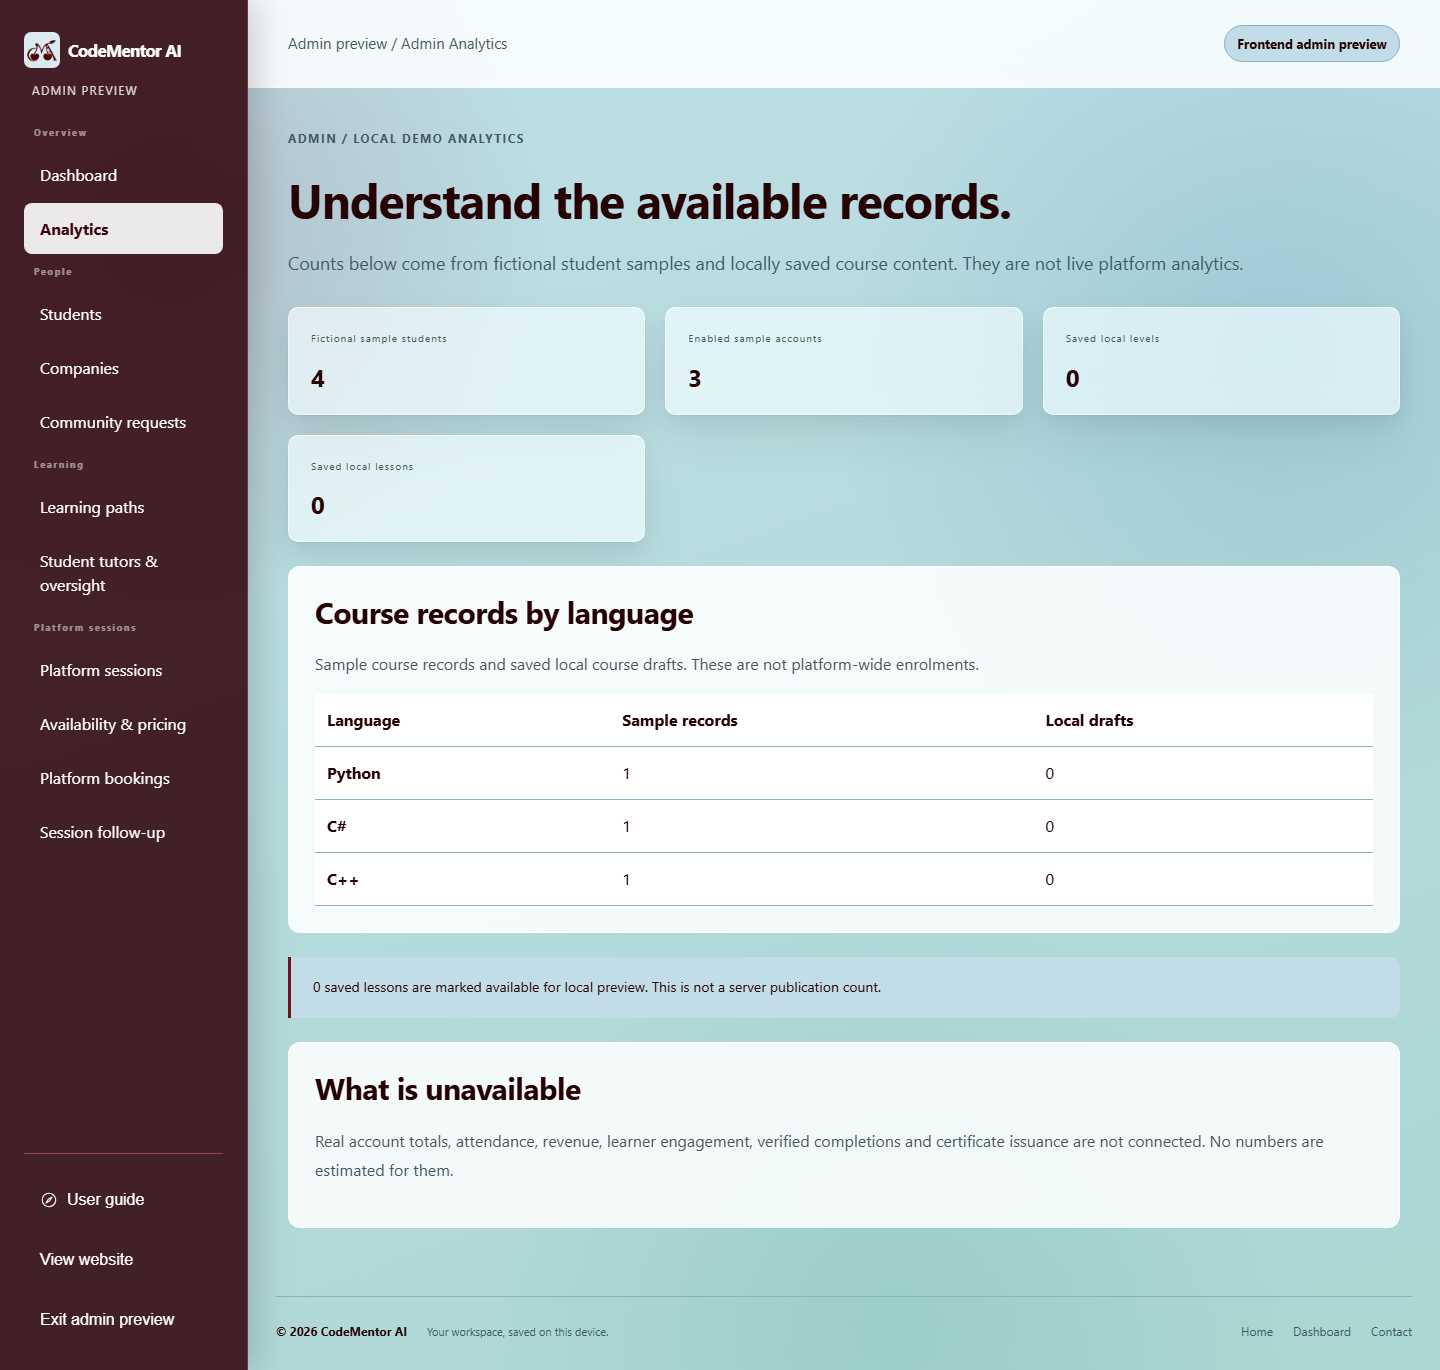 CodeMentor AI
ADMIN PREVIEW
Overview
Dashboard
Analytics
People
Students
Companies
Community requests
Learning
Learning paths
Student tutors &
oversight
Platform sessions
Platform sessions
Availability & pricing
Platform bookings
Session follow-up
User guide
View website
Exit admin preview
Admin preview / Admin Analytics
Frontend admin preview
ADMIN / LOCAL DEMO ANALYTICS
Understand the available records.
Counts below come from fictional student samples and locally saved course content. They are not live platform analytics.
Fictional sample students
4
Enabled sample accounts
3
Saved local levels
0
Saved local lessons
0
Course records by language
Sample course records and saved local course drafts. These are not platform-wide enrolments.
Language Sample records Local drafts
Python 1 0
C# 1 0
C++ 1 0
0 saved lessons are marked available for local preview. This is not a server publication count.
What is unavailable
Real account totals, attendance, revenue, learner engagement, verified completions and certificate issuance are not connected. No numbers are
estimated for them.
© 2026 CodeMentor AI Your workspace, saved on this device. Home Dashboard Contact